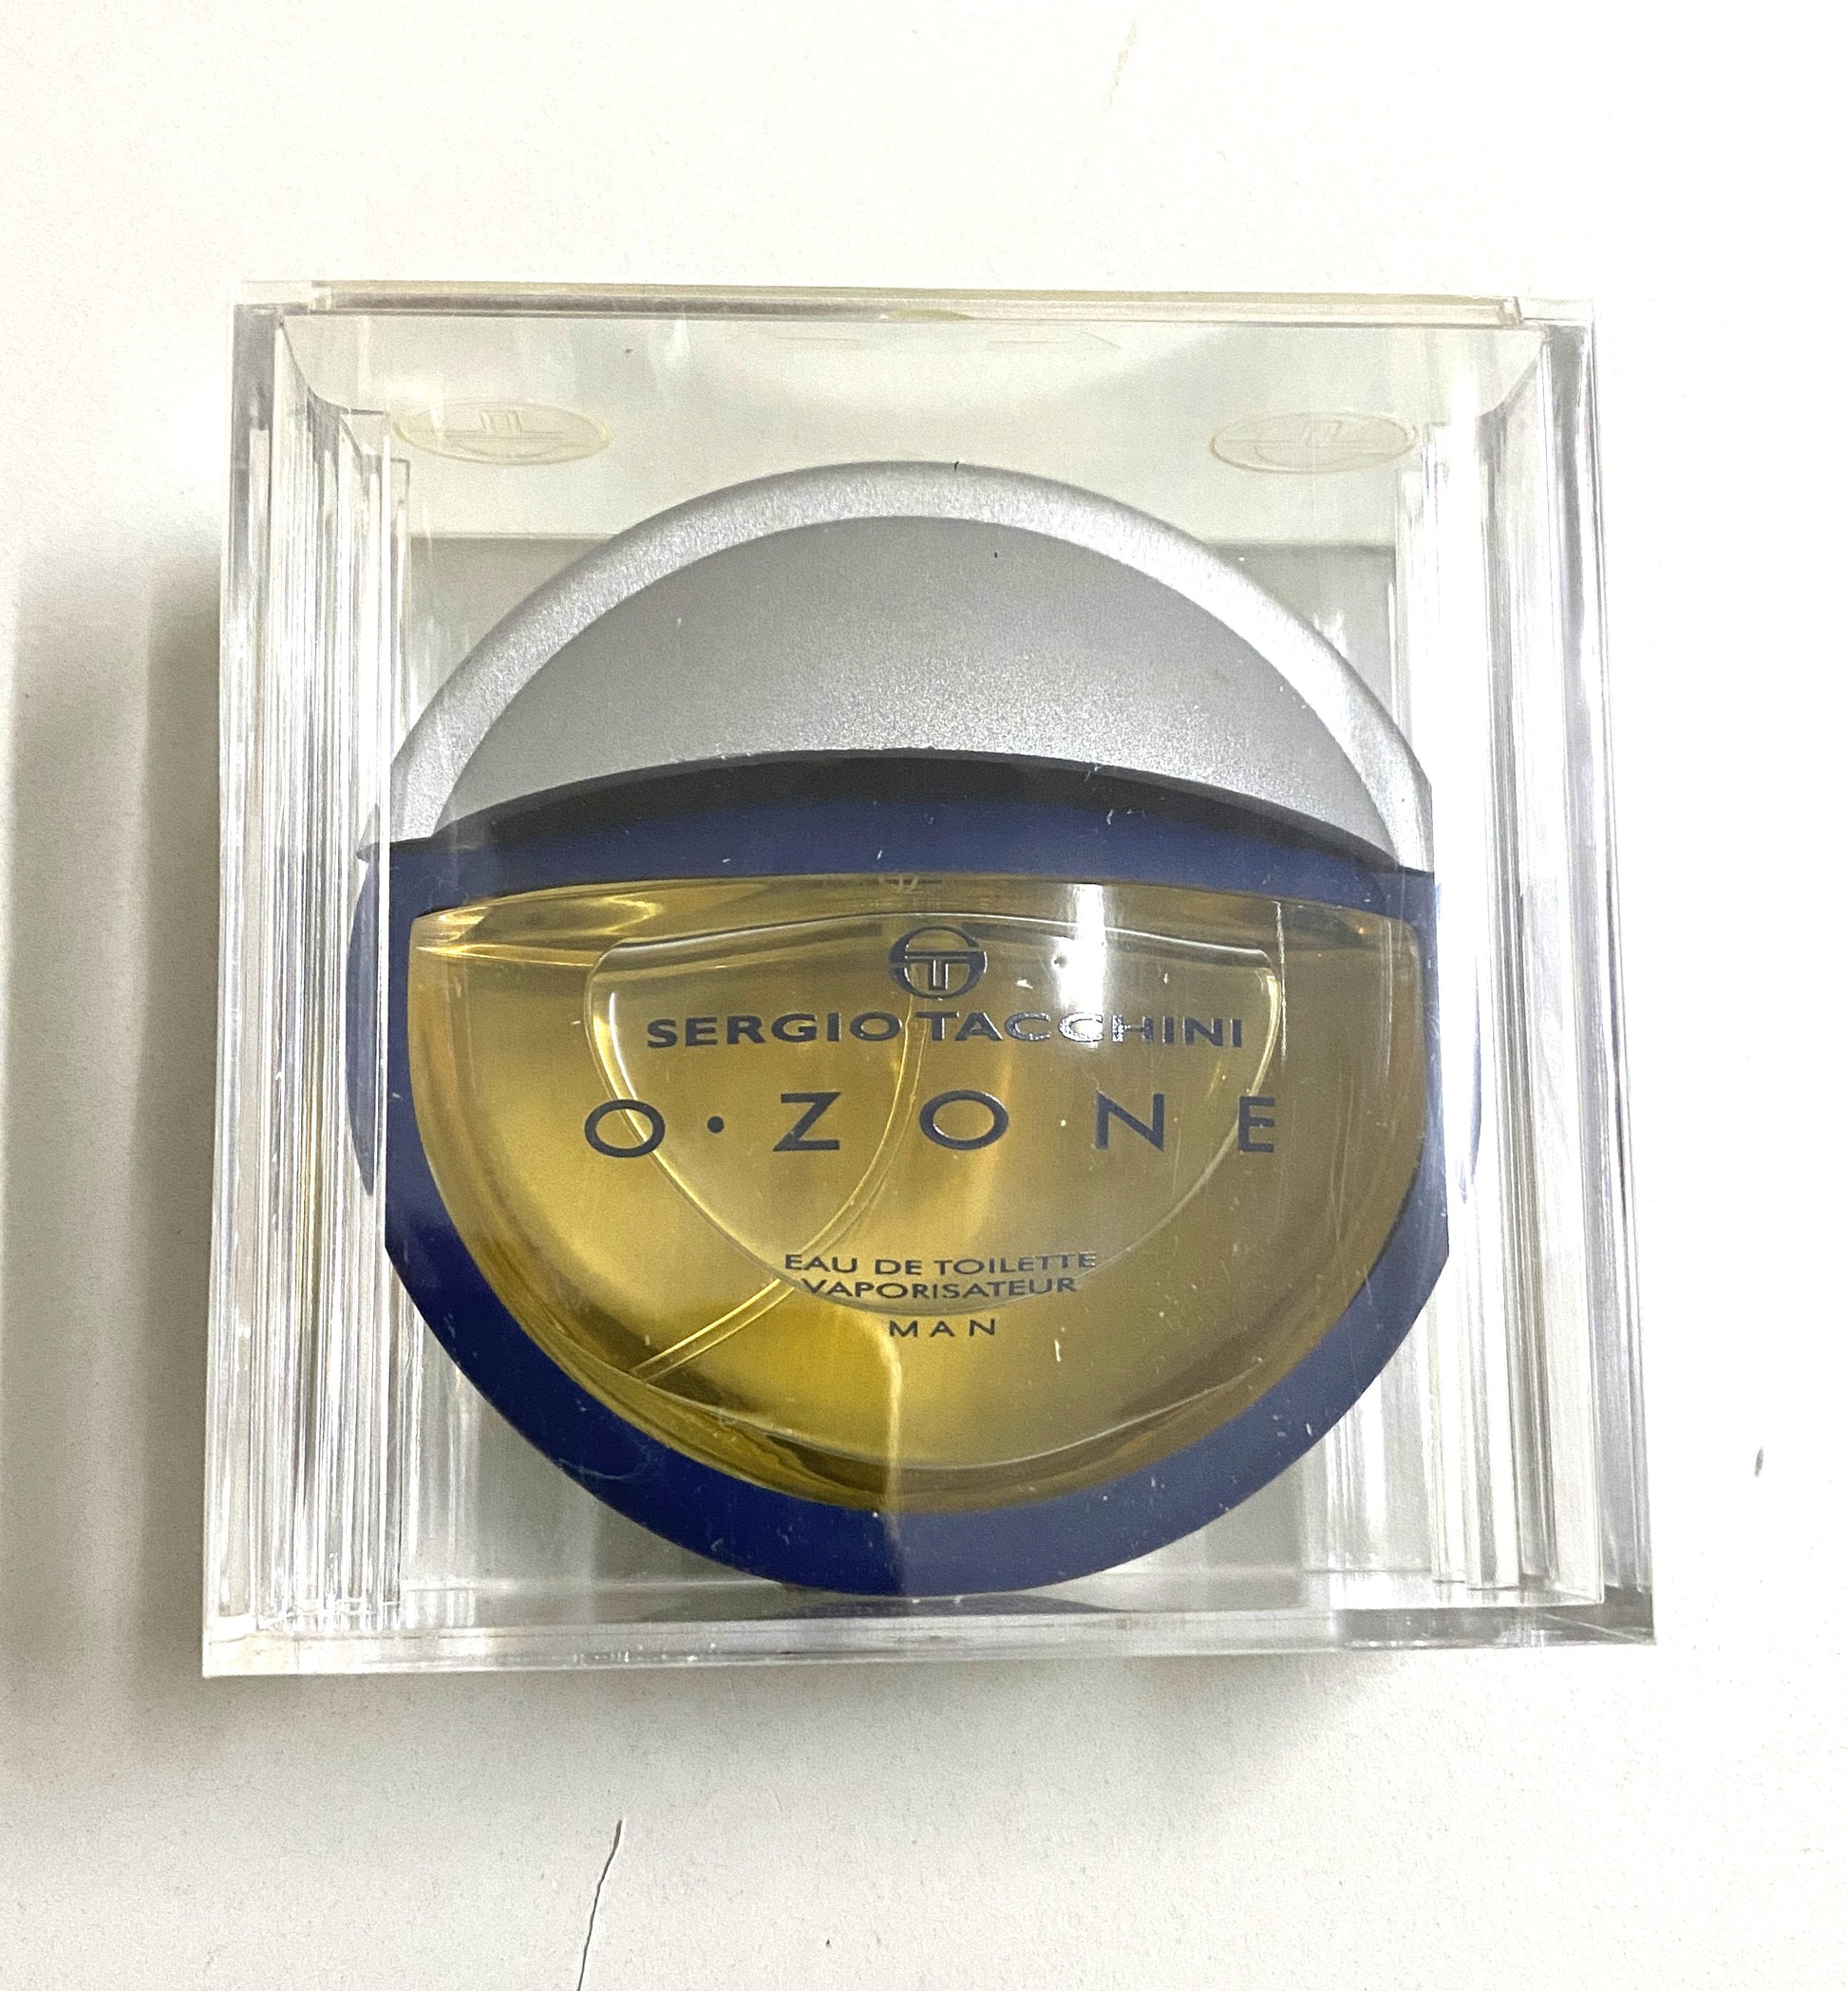 SERGIO TACCHINI
O·ZONE
EAU DE TOILETTE
VAPORISATEUR
MAN